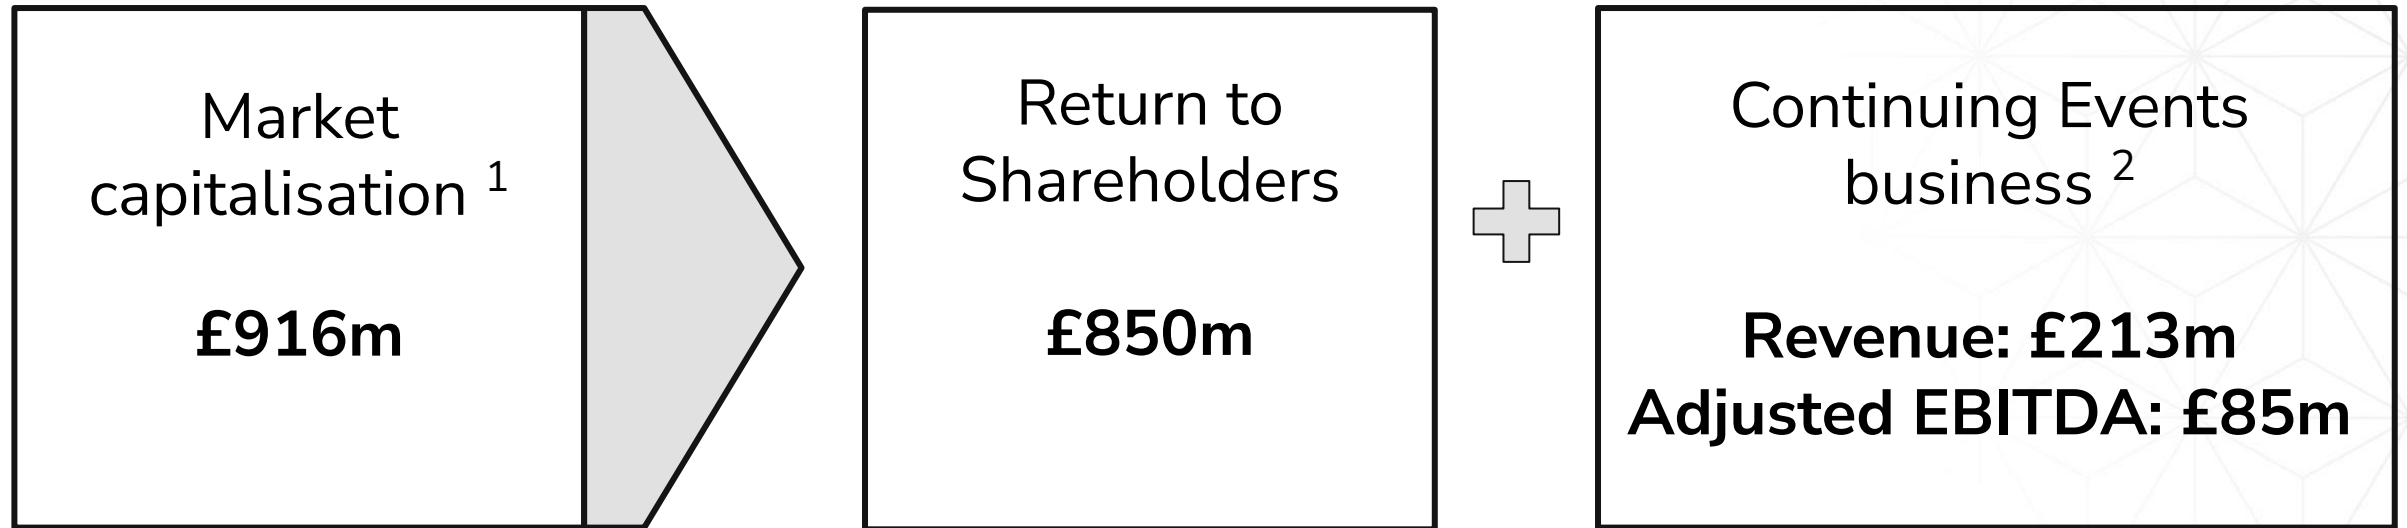 Market
capitalisation 1
£916m
Return to
Shareholders
£850m
Continuing Events
business 2
Revenue: £213m
Adjusted EBITDA: £85m